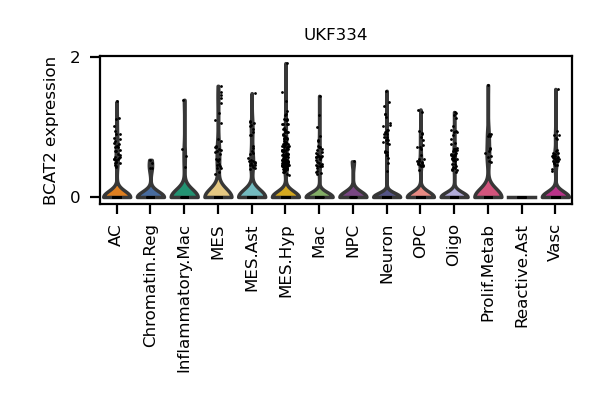 UKF334
BCAT2 expression
2
0
AC
Chromatin.Reg
Inflammatory.Mac
MES
MES.Ast
MES.Hyp
Mac
NPC
Neuron
OPC
Oligo
Prolif.Metab
Reactive.Ast
Vasc